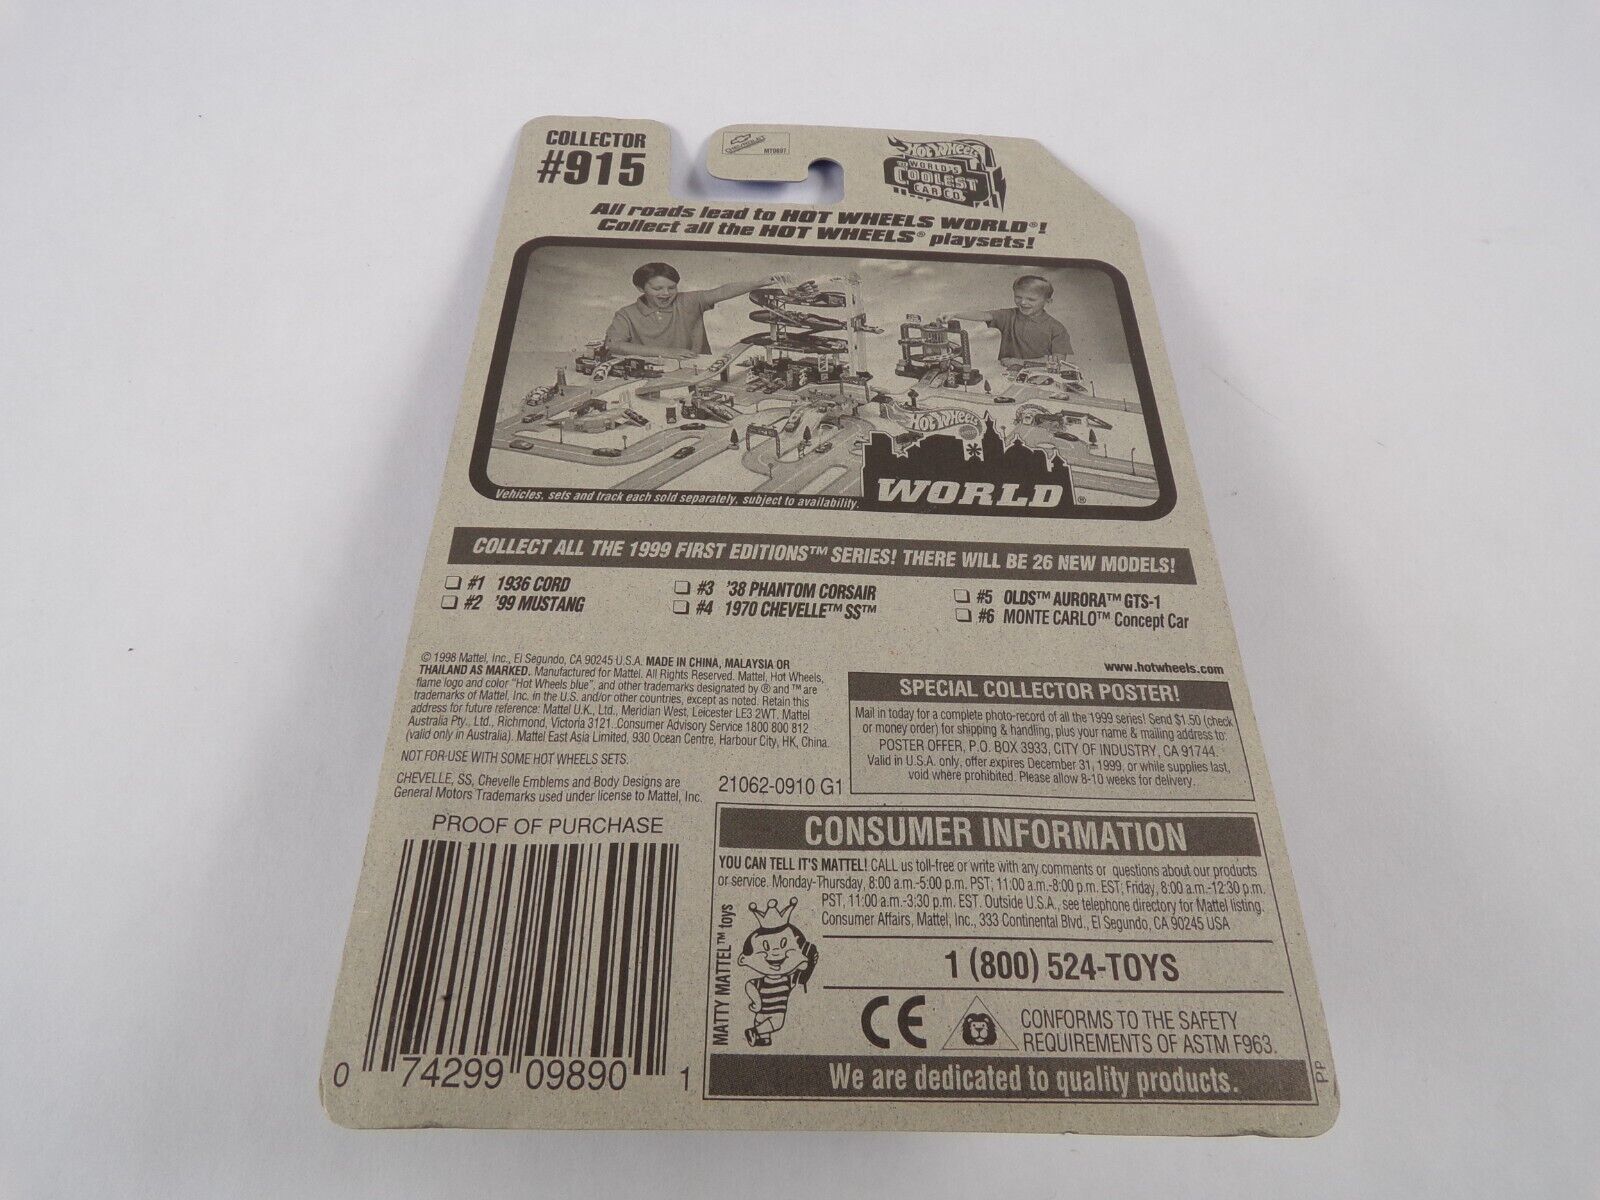 COLLECTOR
#915
CHEVROLET
MT0697
HOT WHEELS
WORLD'S
COOLEST
CAR CO.
All roads lead to HOT WHEELS WORLD®!
Collect all the HOT WHEELS® playsets!
HOT WHEELS
WORLD®
Vehicles, sets and track each sold separately, subject to availability.
COLLECT ALL THE 1999 FIRST EDITIONS™ SERIES! THERE WILL BE 26 NEW MODELS!
❏ #1 1936 CORD
❏ #2 '99 MUSTANG
❏ #3 '38 PHANTOM CORSAIR
❏ #4 1970 CHEVELLE™ SS™
❏ #5 OLDS™ AURORA™ GTS-1
❏ #6 MONTE CARLO™ Concept Car
© 1998 Mattel, Inc., El Segundo, CA 90245 U.S.A. MADE IN CHINA, MALAYSIA OR
THAILAND AS MARKED. Manufactured for Mattel. All Rights Reserved. Mattel, Hot Wheels,
flame logo and color "Hot Wheels blue", and other trademarks designated by ® and ™ are
trademarks of Mattel, Inc. in the U.S. and/or other countries, except as noted. Retain this
address for future reference: Mattel U.K., Ltd., Meridian West, Leicester LE3 2WT. Mattel
Australia Pty., Ltd., Richmond, Victoria 3121. Consumer Advisory Service 1800 800 812
(valid only in Australia). Mattel East Asia Limited, 930 Ocean Centre, Harbour City, HK, China.
NOT FOR USE WITH SOME HOT WHEELS SETS.
CHEVELLE, SS, Chevelle Emblems and Body Designs are
General Motors Trademarks used under license to Mattel, Inc.
21062-0910 G1
www.hotwheels.com
SPECIAL COLLECTOR POSTER!
Mail in today for a complete photo-record of all the 1999 series! Send $1.50 (check
or money order) for shipping & handling, plus your name & mailing address to:
POSTER OFFER, P.O. BOX 3933, CITY OF INDUSTRY, CA 91744.
Valid in U.S.A. only, offer expires December 31, 1999, or while supplies last,
void where prohibited. Please allow 8-10 weeks for delivery.
PROOF OF PURCHASE
0 74299 09890 1
CONSUMER INFORMATION
YOU CAN TELL IT'S MATTEL! CALL us toll-free or write with any comments or questions about our products
or service. Monday-Thursday, 8:00 a.m.-5:00 p.m. PST; 11:00 a.m.-8:00 p.m. EST; Friday, 8:00 a.m.-12:30 p.m.
PST, 11:00 a.m.-3:30 p.m. EST. Outside U.S.A., see telephone directory for Mattel listing.
Consumer Affairs, Mattel, Inc., 333 Continental Blvd., El Segundo, CA 90245 USA
MATTY MATTEL™ toys
1 (800) 524-TOYS
CE
CONFORMS TO THE SAFETY
REQUIREMENTS OF ASTM F963.
We are dedicated to quality products.
PP